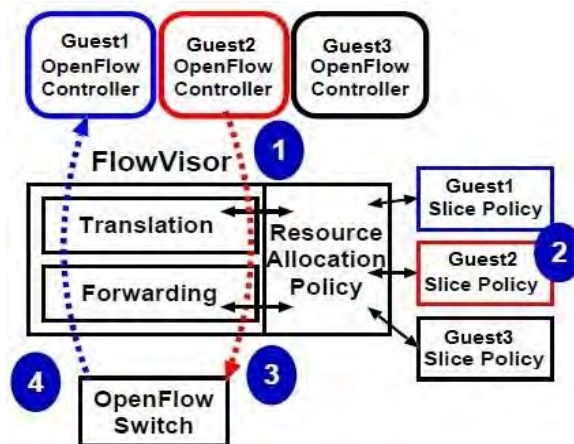 Guest1
OpenFlow
Controller
Guest2
OpenFlow
Controller
Guest3
OpenFlow
Controller
1
FlowVisor
Translation
Forwarding
Resource
Allocation
Policy
Guest1
Slice Policy
2
Guest2
Slice Policy
Guest3
Slice Policy
4
3
OpenFlow
Switch